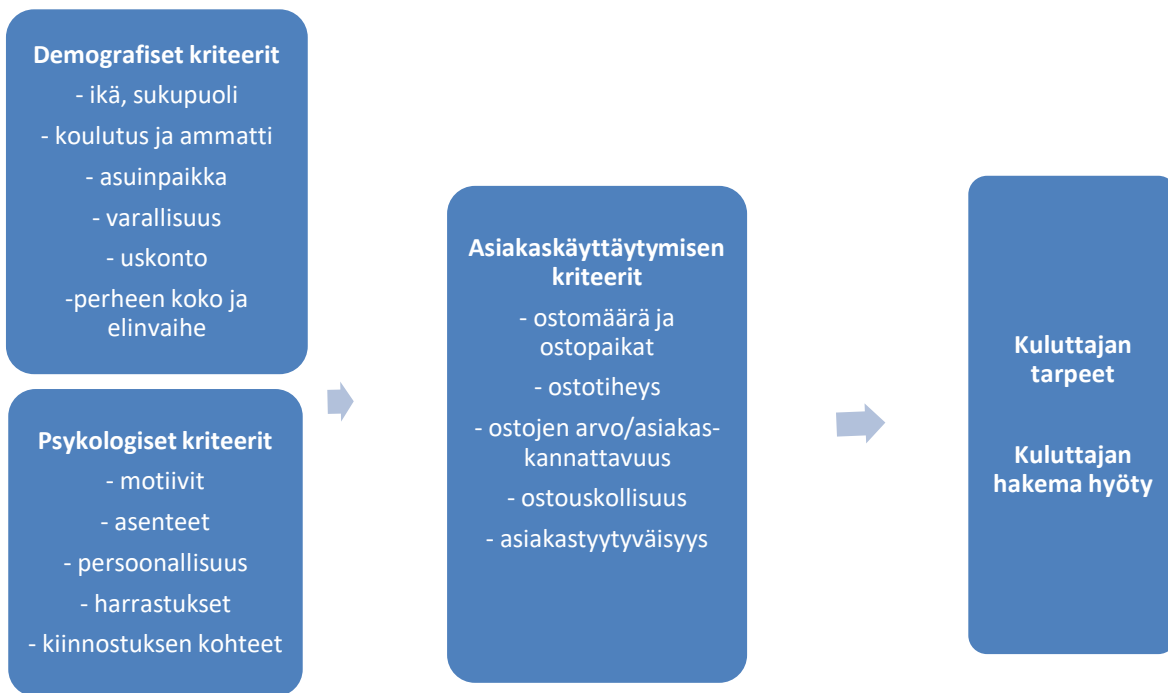 Demografiset kriteerit
- ikä, sukupuoli
- koulutus ja ammatti
- asuinpaikka
- varallisuus
- uskonto
-perheen koko ja
elinvaihe
Psykologiset kriteerit
- motiivit
- asenteet
- persoonallisuus
- harrastukset
- kiinnostuksen kohteet
Asiakaskäyttäytymisen
kriteerit
- ostomäärä ja
ostopaikat
- ostotiheys
- ostojen arvo/asiakas-
kannattavuus
- ostouskollisuus
- asiakastyytyväisyys
Kuluttajan
tarpeet
Kuluttajan
hakema hyöty